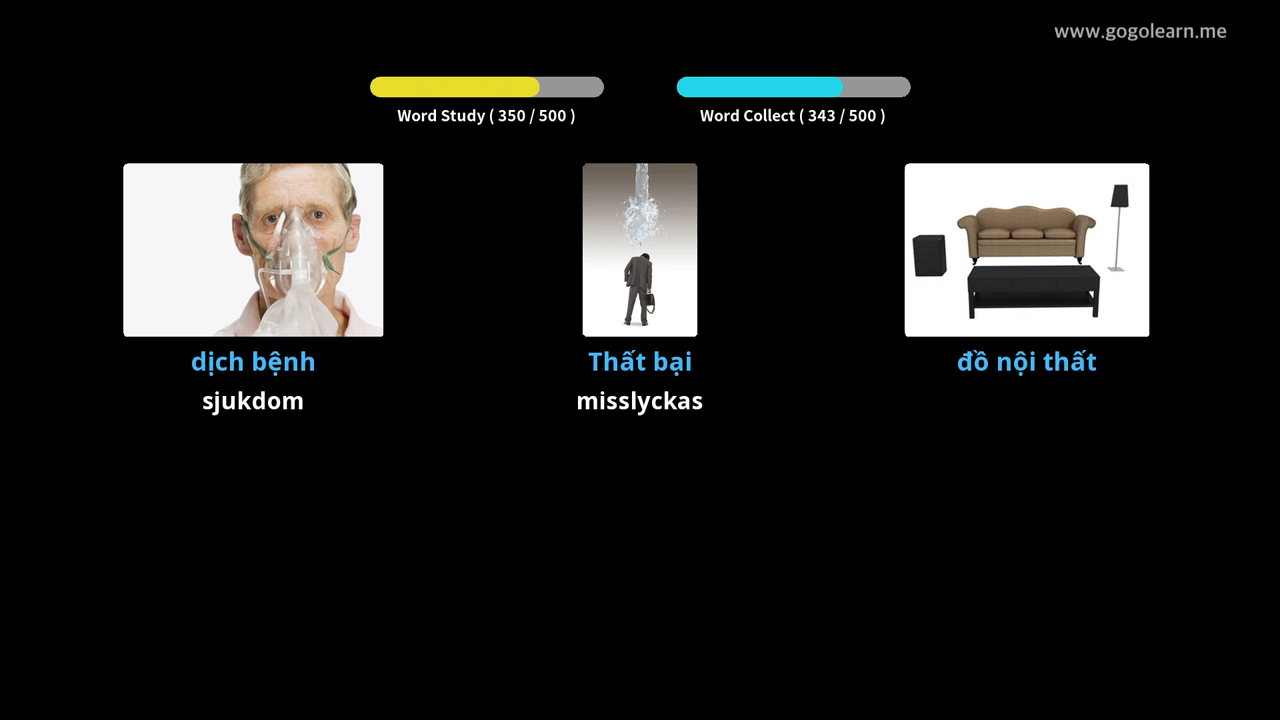 www.gogolearn.me
Word Study ( 350 / 500 )
Word Collect ( 343 / 500 )
dịch bệnh
sjukdom
Thất bại
misslyckas
đồ nội thất